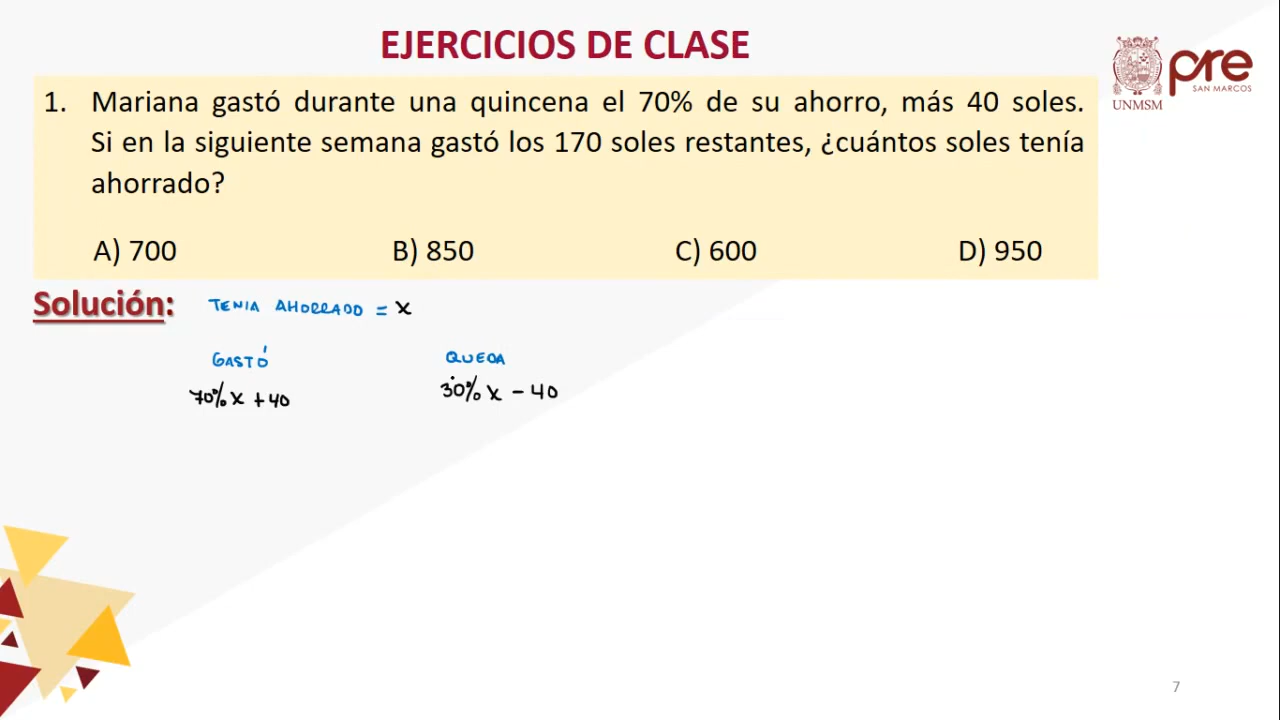 EJERCICIOS DE CLASE
UNMSM
pre
SAN MARCOS
1. Mariana gastó durante una quincena el 70% de su ahorro, más 40 soles.
Si en la siguiente semana gastó los 170 soles restantes, ¿cuántos soles tenía
ahorrado?
A) 700 B) 850 C) 600 D) 950
Solución: TENIA AHORRADO = x
GASTÓ QUEDA
70%x + 40 30%x - 40
7